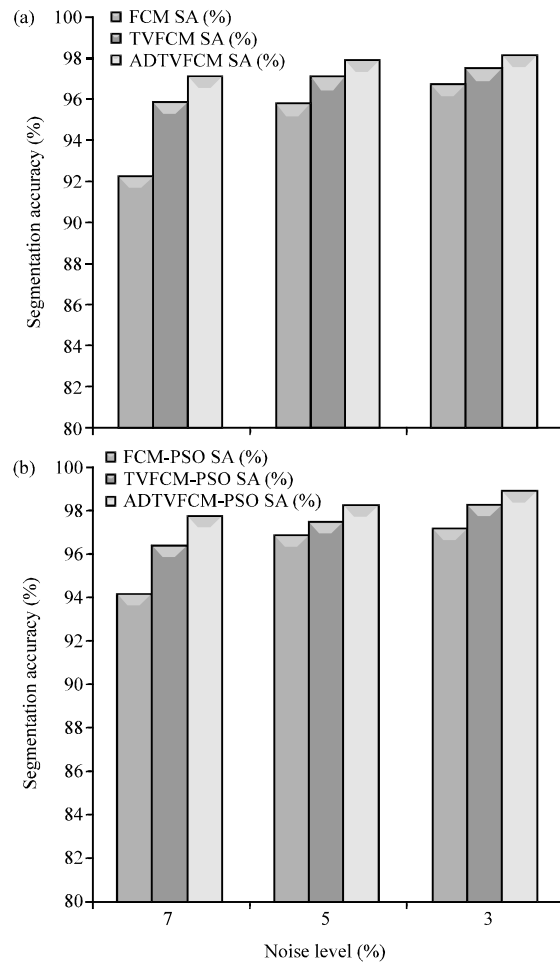 (a)
FCM SA (%)
TVFCM SA (%)
ADTVFCM SA (%)
Segmentation accuracy (%)
100
98
96
94
92
90
98
86
84
82
80
(b)
FCM-PSO SA (%)
TVFCM-PSO SA (%)
ADTVFCM-PSO SA (%)
Segmentation accuracy (%)
100
98
96
94
92
90
88
86
84
82
80
7 5 3
Noise level (%)